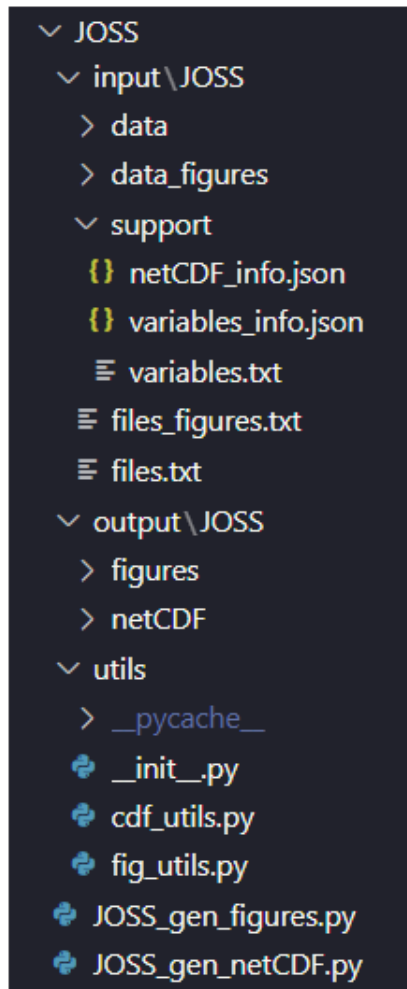 JOSS
input\JOSS
data
data_figures
support
{} netCDF_info.json
{} variables_info.json
variables.txt
files_figures.txt
files.txt
output\JOSS
figures
netCDF
utils
__pycache__
__init__.py
cdf_utils.py
fig_utils.py
JOSS_gen_figures.py
JOSS_gen_netCDF.py